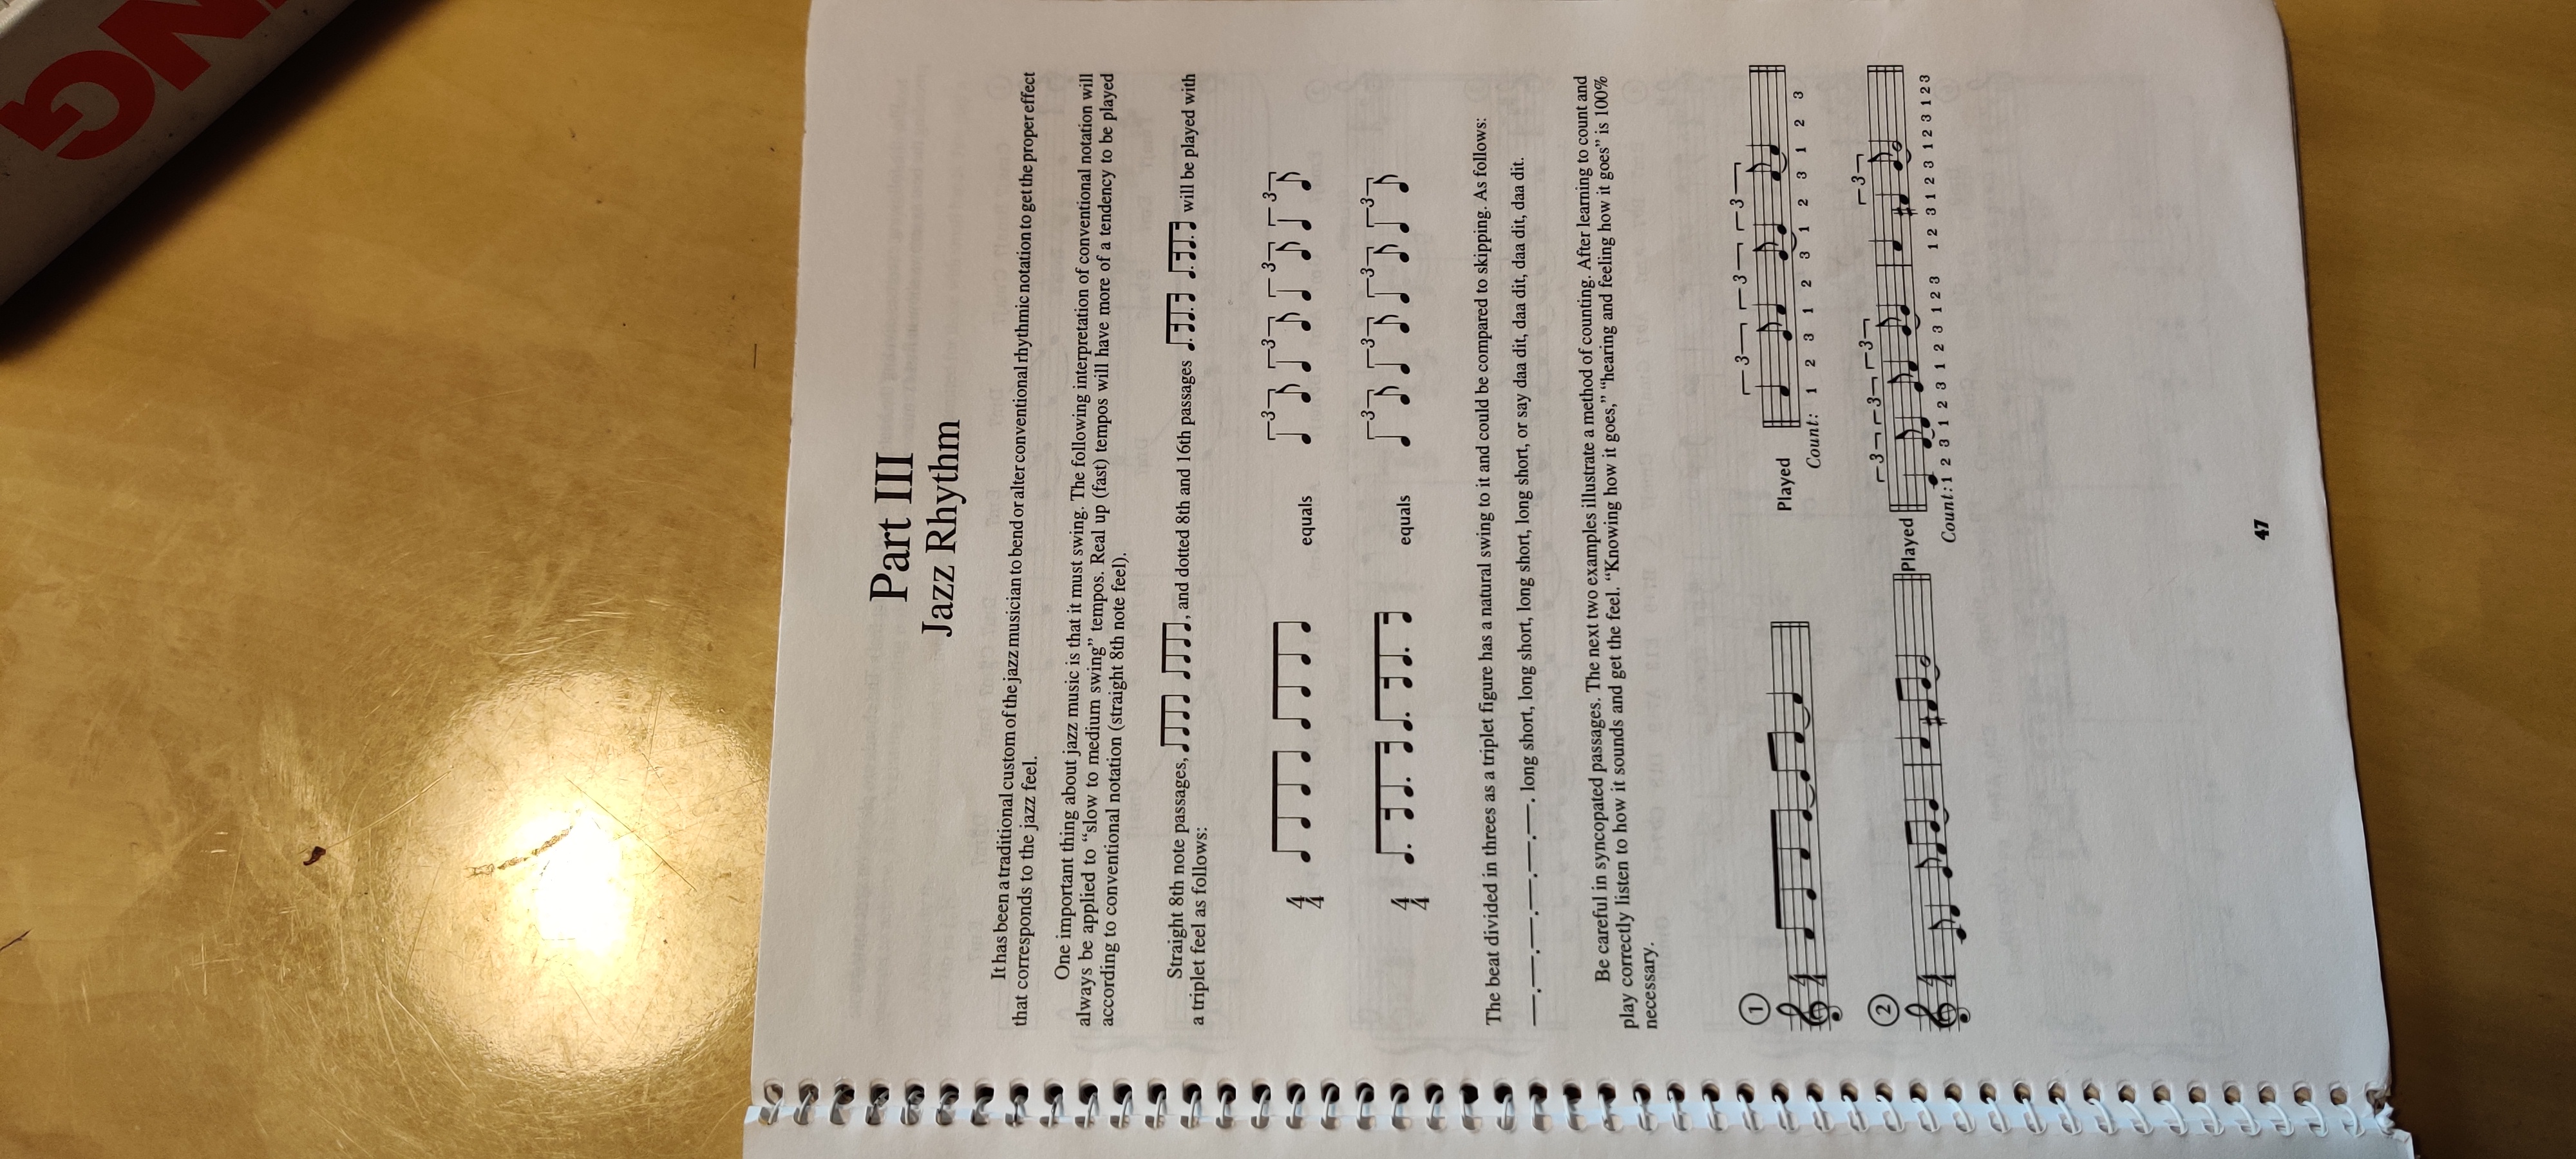 NG
Part III
Jazz Rhythm
It has been a traditional custom of the jazz musician to bend or alter conventional rhythmic notation to get the proper effect
that corresponds to the jazz feel.
One important thing about jazz music is that it must swing. The following interpretation of conventional notation will
always be applied to “slow to medium swing” tempos. Real up (fast) tempos will have more of a tendency to be played
according to conventional notation (straight 8th note feel).
Straight 8th note passages, , and dotted 8th and 16th passages will be played with
a triplet feel as follows:
4 4 equals 3 3 3 3
4 4 equals 3 3 3 3
The beat divided in threes as a triplet figure has a natural swing to it and could be compared to skipping. As follows:
—.—.—.—.—.—.—. long short, long short, long short, long short, or say daa dit, daa dit, daa dit, daa dit.
Be careful in syncopated passages. The next two examples illustrate a method of counting. After learning to count and
play correctly listen to how it sounds and get the feel. “Knowing how it goes,” “hearing and feeling how it goes” is 100%
necessary.
1 4 Played 3 3 3
Count: 1 2 3 1 2 3 1 2 3 1 2 3
2 4 Played 3 3 3 3
Count: 1 2 3 1 2 3 1 2 3 1 2 3 1 2 3 1 2 3 1 2 3 1 2 3
47